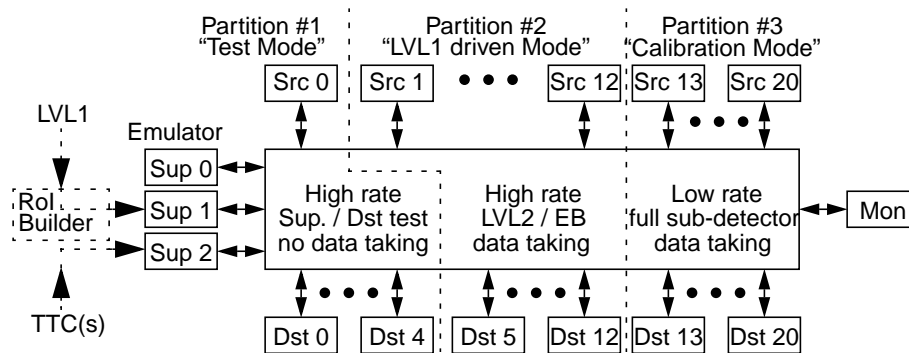 Partition #1
“Test Mode”
Partition #2
“LVL1 driven Mode”
Partition #3
“Calibration Mode”
Src 0
Src 1
Src 12
Src 13
Src 20
LVL1
Emulator
Sup 0
RoI
Builder
Sup 1
Sup 2
TTC(s)
High rate
Sup. / Dst test
no data taking
High rate
LVL2 / EB
data taking
Low rate
full sub-detector
data taking
Mon
Dst 0
Dst 4
Dst 5
Dst 12
Dst 13
Dst 20